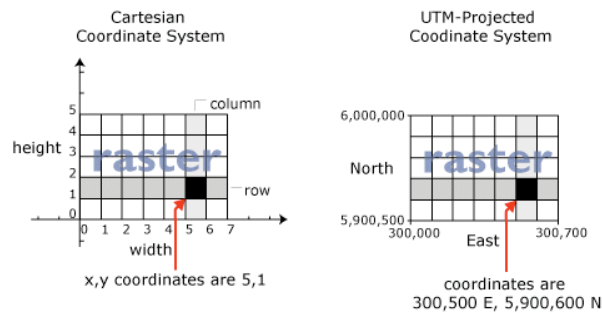 Cartesian
Coordinate System
column
5
4
height
3
raster
2
row
1
0
0 1 2 3 4 5 6 7
width
x,y coordinates are 5,1
UTM-Projected
Coodinate System
6,000,000
North
raster
5,900,500
300,000
300,700
East
coordinates are
300,500 E, 5,900,600 N